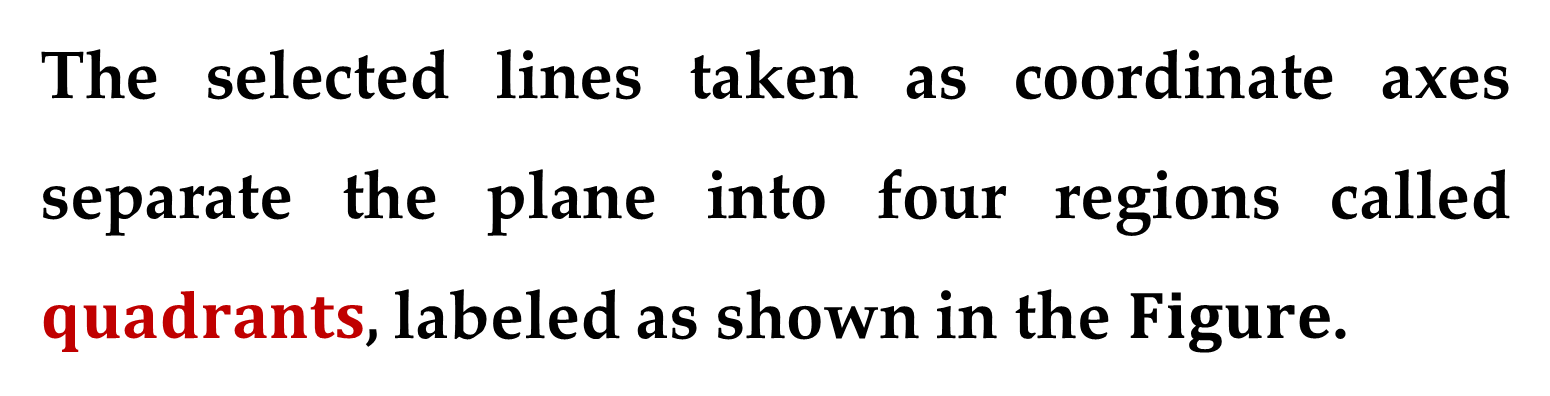 The selected lines taken as coordinate axes
separate the plane into four regions called
quadrants, labeled as shown in the Figure.